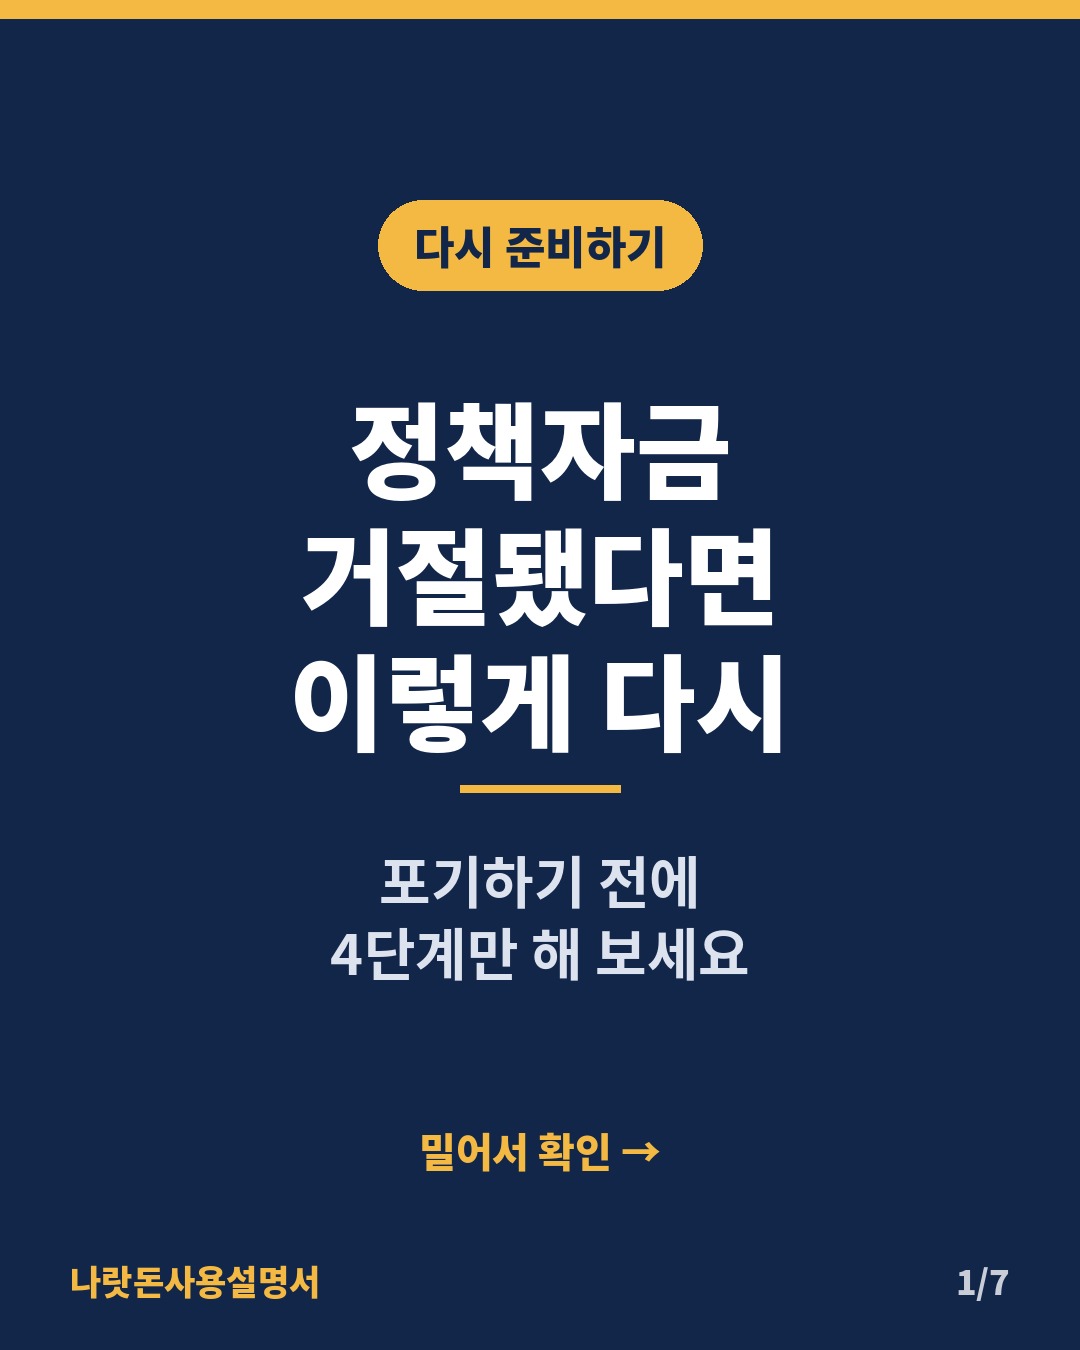 다시 준비하기
정책자금
거절됐다면
이렇게 다시
포기하기 전에
4단계만 해 보세요
밀어서 확인 →
나랏돈사용설명서
1/7